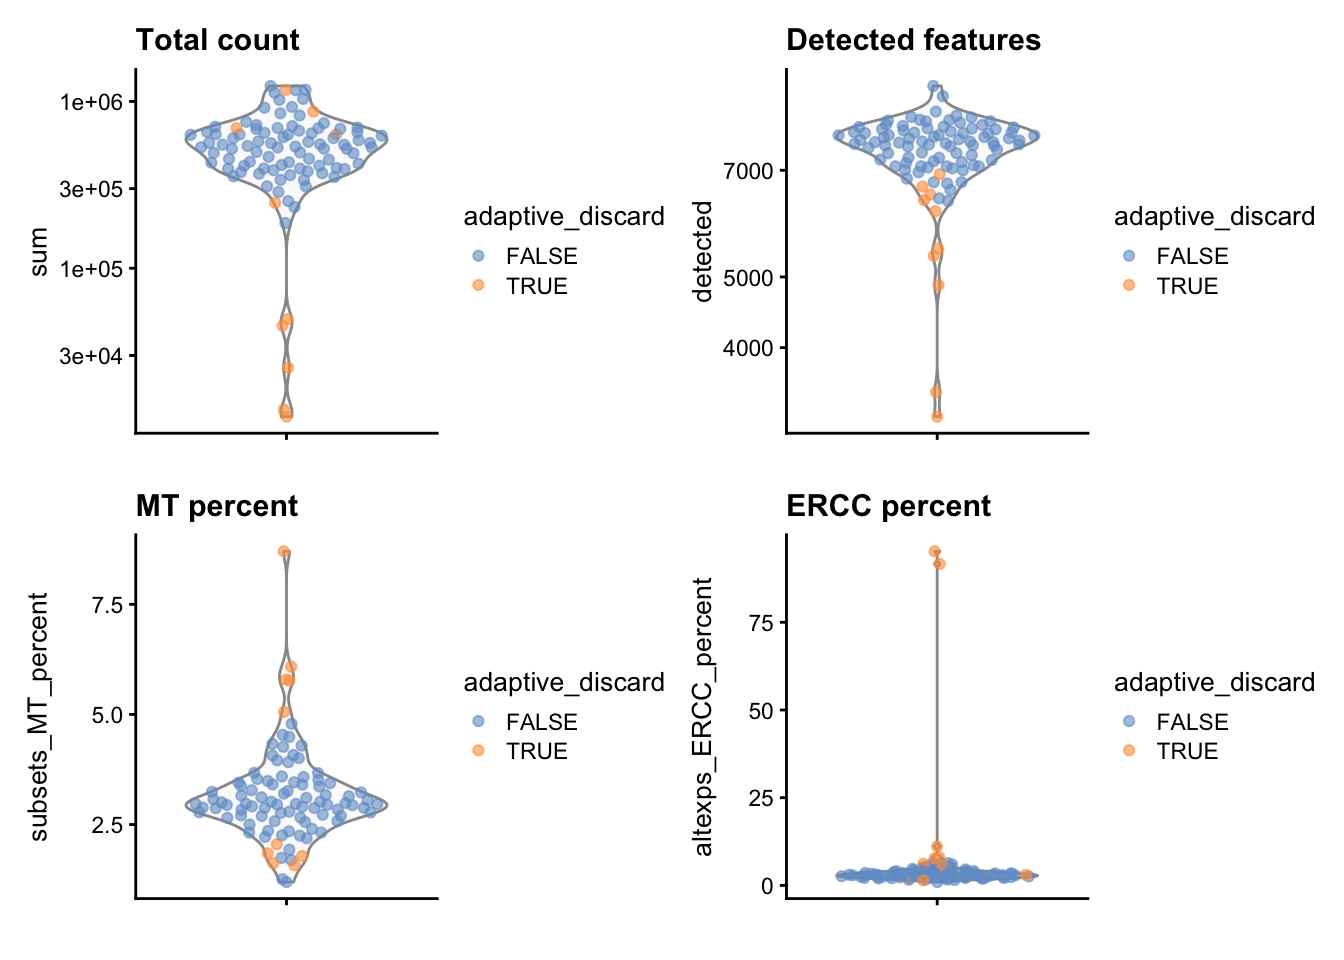 Total count
1e+06
3e+05
1e+05
3e+04
sum
adaptive_discard
FALSE
TRUE
Detected features
7000
5000
4000
detected
adaptive_discard
FALSE
TRUE
MT percent
7.5
5.0
2.5
subsets_MT_percent
adaptive_discard
FALSE
TRUE
ERCC percent
75
50
25
0
altexps_ERCC_percent
adaptive_discard
FALSE
TRUE